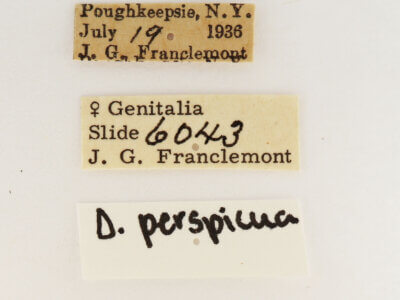 Poughkeepsie, N.Y.
July 19 1936
J. G. Franclemont
♀ Genitalia
Slide 6043
J. G. Franclemont
D. perspicua